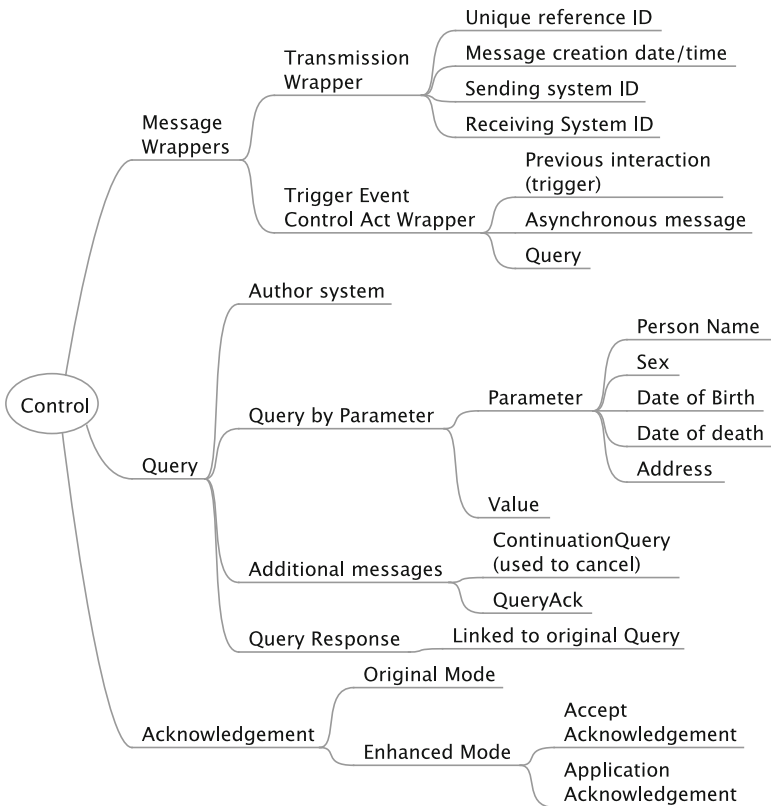 Unique reference ID
Transmission
Wrapper
Message creation date/time
Sending system ID
Receiving System ID
Message
Wrappers
Previous interaction
(trigger)
Trigger Event
Control Act Wrapper
Asynchronous message
Query
Author system
Person Name
Sex
Parameter
Date of Birth
Control
Query by Parameter
Date of death
Query
Address
Value
ContinuationQuery
(used to cancel)
Additional messages
QueryAck
Query Response
Linked to original Query
Original Mode
Acknowledgement
Accept
Acknowledgement
Enhanced Mode
Application
Acknowledgement